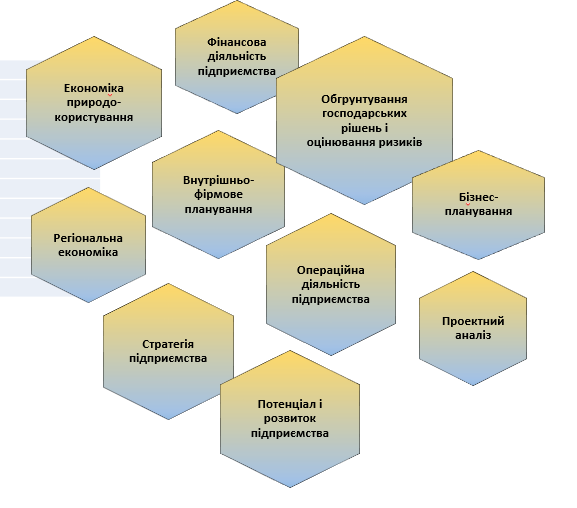 Фінансова
діяльність
підприємства
Економіка
природо-
користування
Обгрунтування
господарських
рішень і
оцінювання ризиків
Внутрішньо-
фірмове
планування
Бізнес-
планування
Регіональна
економіка
Операційна
діяльність
підприємства
Проектний
аналіз
Стратегія
підприємства
Потенціал і
розвиток
підприємства